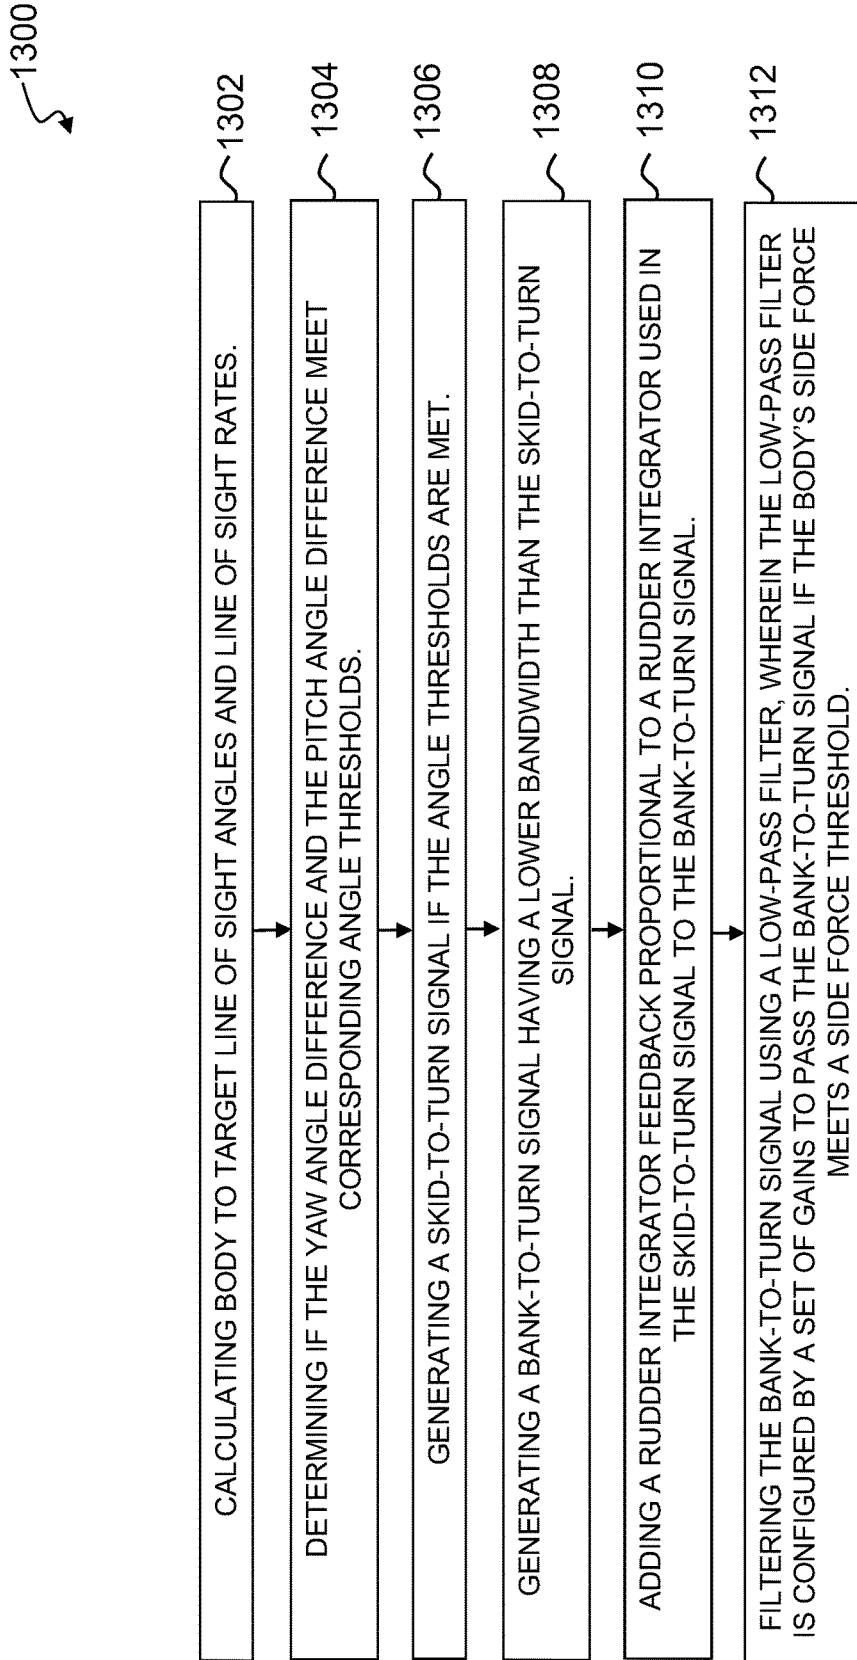 1300
CALCULATING BODY TO TARGET LINE OF SIGHT ANGLES AND LINE OF SIGHT RATES.
1302
DETERMINING IF THE YAW ANGLE DIFFERENCE AND THE PITCH ANGLE DIFFERENCE MEET
CORRESPONDING ANGLE THRESHOLDS.
1304
GENERATING A SKID-TO-TURN SIGNAL IF THE ANGLE THRESHOLDS ARE MET.
1306
GENERATING A BANK-TO-TURN SIGNAL HAVING A LOWER BANDWIDTH THAN THE SKID-TO-TURN
SIGNAL.
1308
ADDING A RUDDER INTEGRATOR FEEDBACK PROPORTIONAL TO A RUDDER INTEGRATOR USED IN
THE SKID-TO-TURN SIGNAL TO THE BANK-TO-TURN SIGNAL.
1310
FILTERING THE BANK-TO-TURN SIGNAL USING A LOW-PASS FILTER, WHEREIN THE LOW-PASS FILTER
IS CONFIGURED BY A SET OF GAINS TO PASS THE BANK-TO-TURN SIGNAL IF THE BODY'S SIDE FORCE
MEETS A SIDE FORCE THRESHOLD.
1312